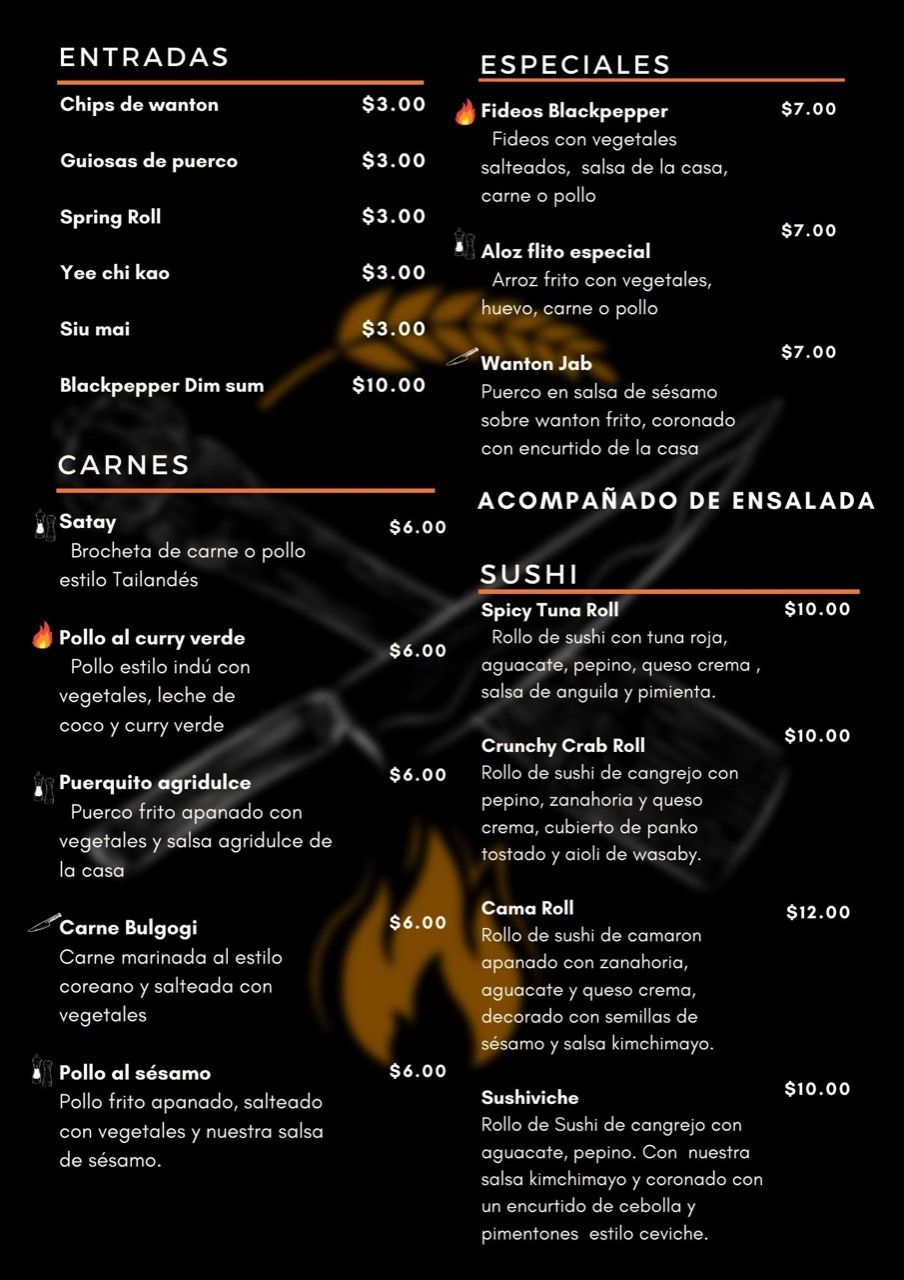 ENTRADAS
Chips de wanton $3.00
Guiosas de puerco $3.00
Spring Roll $3.00
Yee chi kao $3.00
Siu mai $3.00
Blackpepper Dim sum $10.00
CARNES
Satay $6.00
Brocheta de carne o pollo
estilo Tailandés
Pollo al curry verde $6.00
Pollo estilo indú con
vegetales, leche de
coco y curry verde
Puerquito agridulce $6.00
Puerco frito apanado con
vegetales y salsa agridulce de
la casa
Carne Bulgogi $6.00
Carne marinada al estilo
coreano y salteada con
vegetales
Pollo al sésamo $6.00
Pollo frito apanado, salteado
con vegetales y nuestra salsa
de sésamo.
ESPECIALES
Fideos Blackpepper $7.00
Fideos con vegetales
salteados, salsa de la casa,
carne o pollo
Aloz flito especial $7.00
Arroz frito con vegetales,
huevo, carne o pollo
Wanton Jab $7.00
Puerco en salsa de sésamo
sobre wanton frito, coronado
con encurtido de la casa
ACOMPAÑADO DE ENSALADA
SUSHI
Spicy Tuna Roll $10.00
Rollo de sushi con tuna roja,
aguacate, pepino, queso crema ,
salsa de anguila y pimienta.
Crunchy Crab Roll $10.00
Rollo de sushi de cangrejo con
pepino, zanahoria y queso
crema, cubierto de panko
tostado y aioli de wasaby.
Cama Roll $12.00
Rollo de sushi de camaron
apanado con zanahoria,
aguacate y queso crema,
decorado con semillas de
sésamo y salsa kimchimayo.
Sushiviche $10.00
Rollo de Sushi de cangrejo con
aguacate, pepino. Con nuestra
salsa kimchimayo y coronado con
un encurtido de cebolla y
pimentones estilo ceviche.